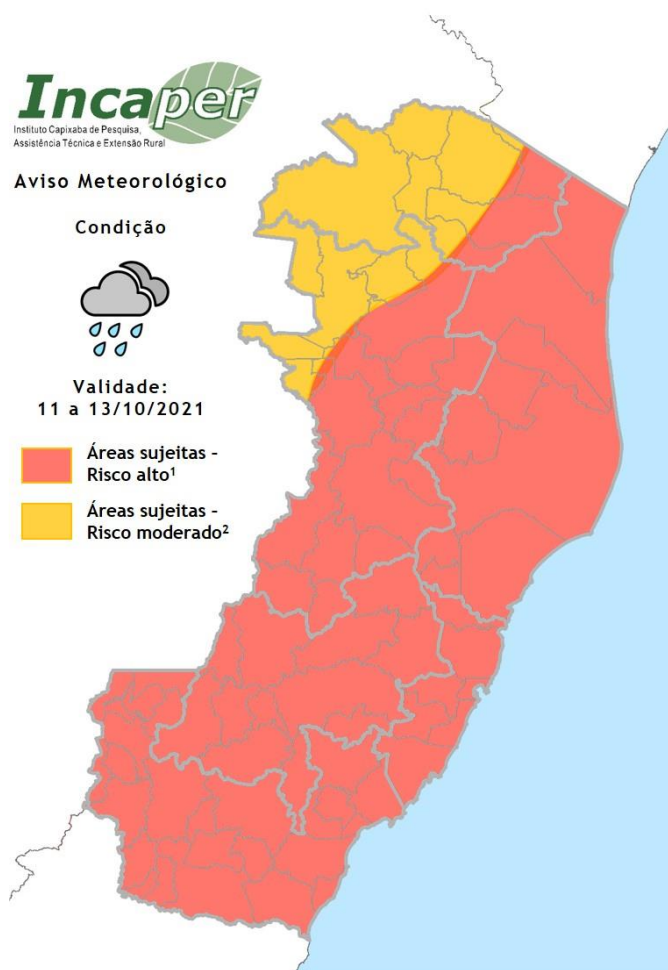 Incaper
Instituto Capixaba de Pesquisa,
Assistência Técnica e Extensão Rural
Aviso Meteorológico
Condição
Validade:
11 a 13/10/2021
Áreas sujeitas -
Risco alto¹
Áreas sujeitas -
Risco moderado²